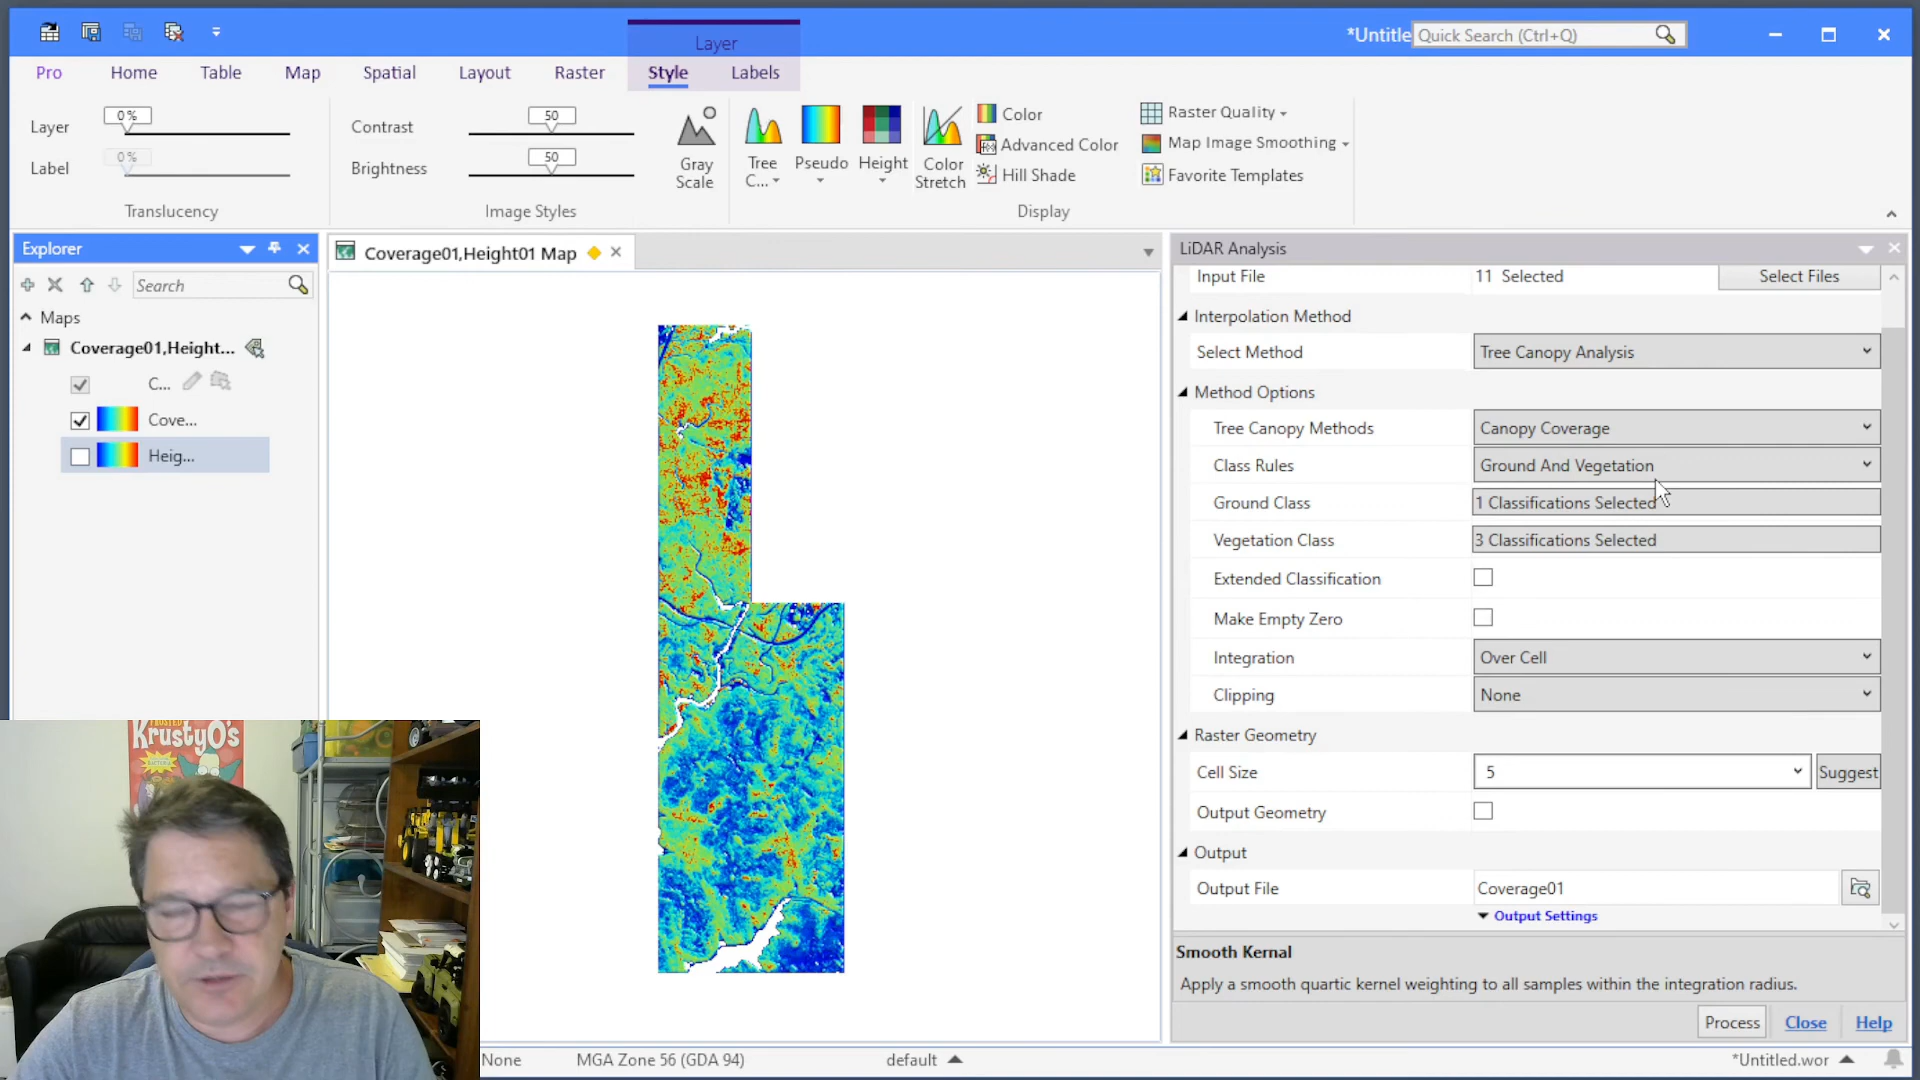 *Untitle
Quick Search (Ctrl+Q)
Layer
Pro Home Table Map Spatial Layout Raster Style Labels
Layer 0 %
Label 0 %
Translucency
Contrast 50
Brightness 50
Image Styles
Gray
Scale
Tree
C...
Pseudo
Height
Color
Stretch
Color
Advanced Color
Hill Shade
Raster Quality
Map Image Smoothing
Favorite Templates
Display
Explorer
Search
Maps
Coverage01,Height...
C...
Cove...
Heig...
Coverage01,Height01 Map
LiDAR Analysis
Input File 11 Selected Select Files
Interpolation Method
Select Method Tree Canopy Analysis
Method Options
Tree Canopy Methods Canopy Coverage
Class Rules Ground And Vegetation
Ground Class 1 Classifications Selected
Vegetation Class 3 Classifications Selected
Extended Classification
Make Empty Zero
Integration Over Cell
Clipping None
Raster Geometry
Cell Size 5 Suggest
Output Geometry
Output
Output File Coverage01
Output Settings
Smooth Kernal
Apply a smooth quartic kernel weighting to all samples within the integration radius.
Process Close Help
None MGA Zone 56 (GDA 94) default *Untitled.wor
FROSTED
KrustyO's